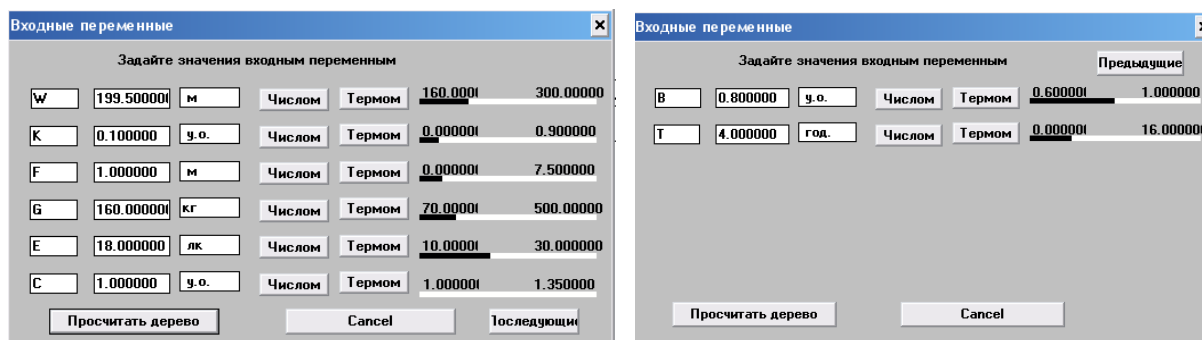 Входные переменные
Задайте значения входным переменным
W 199.50000 м Числом Термом 160.000 300.00000
K 0.100000 у.о. Числом Термом 0.00000 0.900000
F 1.000000 м Числом Термом 0.00000 7.500000
G 160.00000 кг Числом Термом 70.0000 500.00000
E 18.000000 лк Числом Термом 10.0000 30.000000
C 1.000000 у.о. Числом Термом 1.00000 1.350000
Просчитать дерево Cancel Последующие
Входные переменные
Задайте значения входным переменным Предыдущие
B 0.800000 у.о. Числом Термом 0.60000 1.000000
T 4.000000 год. Числом Термом 0.00000 16.00000
Просчитать дерево Cancel